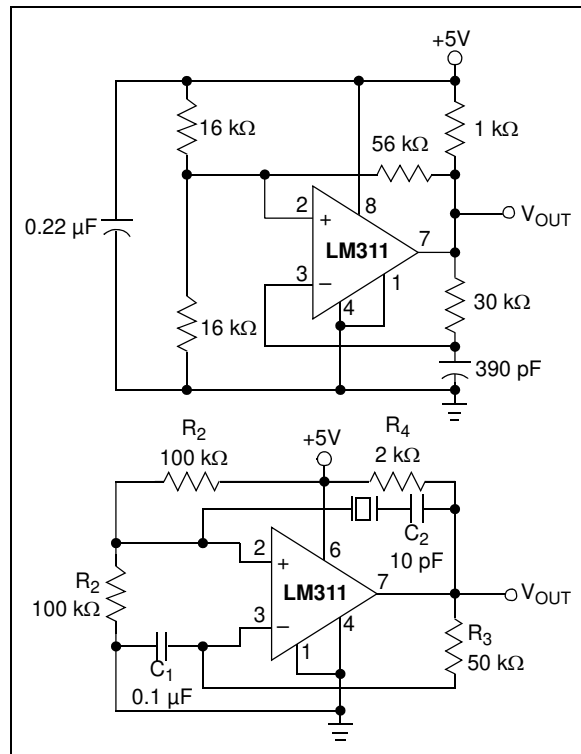 +5V
16 kΩ
1 kΩ
56 kΩ
2
8
+
0.22 µF
LM311
7
V_OUT
3
–
1
4
16 kΩ
30 kΩ
390 pF
R_2
100 kΩ
+5V
R_4
2 kΩ
C_2
10 pF
2
6
+
R_2
100 kΩ
LM311
7
V_OUT
3
–
4
1
C_1
0.1 µF
R_3
50 kΩ